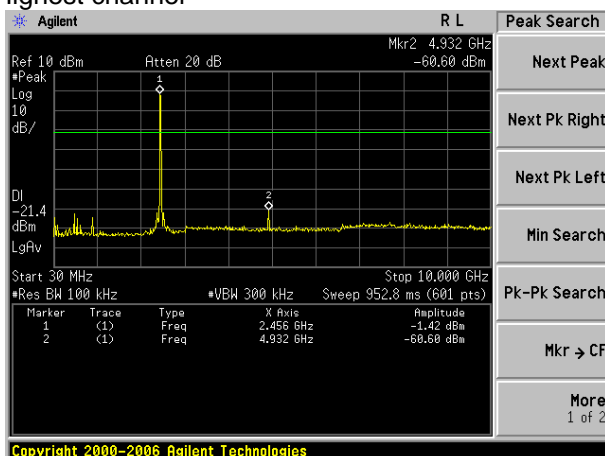 Agilent R L Peak Search
Mkr2 4.932 GHz
Ref 10 dBm Atten 20 dB -60.60 dBm
#Peak
Log
10
dB/
1
2
DI
-21.4
dBm
LgAv
Start 30 MHz Stop 10.000 GHz
#Res BW 100 kHz #VBW 300 kHz Sweep 952.8 ms (601 pts)
Marker Trace Type X Axis Amplitude
1 (1) Freq 2.456 GHz -1.42 dBm
2 (1) Freq 4.932 GHz -60.60 dBm
Next Peak
Next Pk Right
Next Pk Left
Min Search
Pk-Pk Search
Mkr → CF
More
1 of 2
Copyright 2000-2006 Agilent Technologies